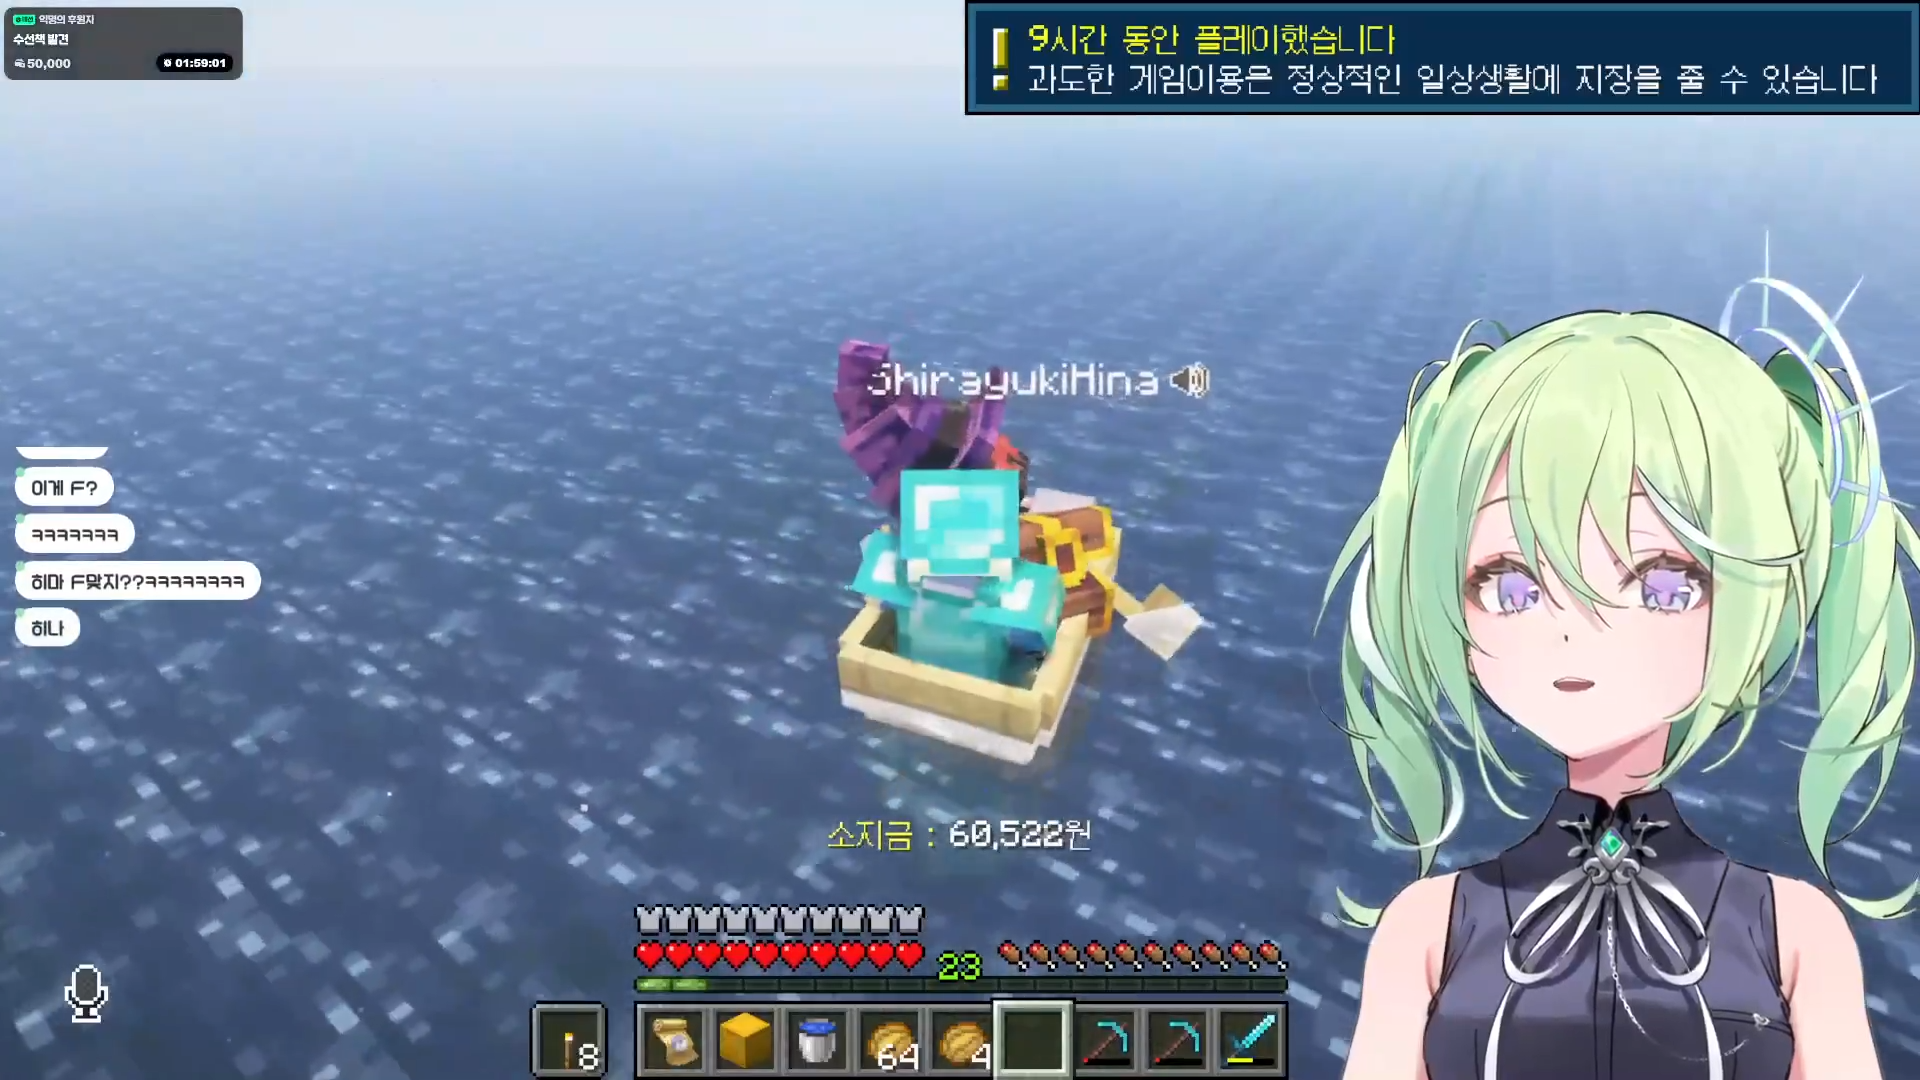 익명의 후원자
수선책 발견
50,000
01:59:01
9시간 동안 플레이했습니다
과도한 게임이용은 정상적인 일상생활에 지장을 줄 수 있습니다
ShirayukiHina
이게 F?
ㅋㅋㅋㅋㅋㅋㅋ
히마 F맞지??ㅋㅋㅋㅋㅋㅋㅋㅋ
히나
소지금 : 60,522원
23
8
64
4